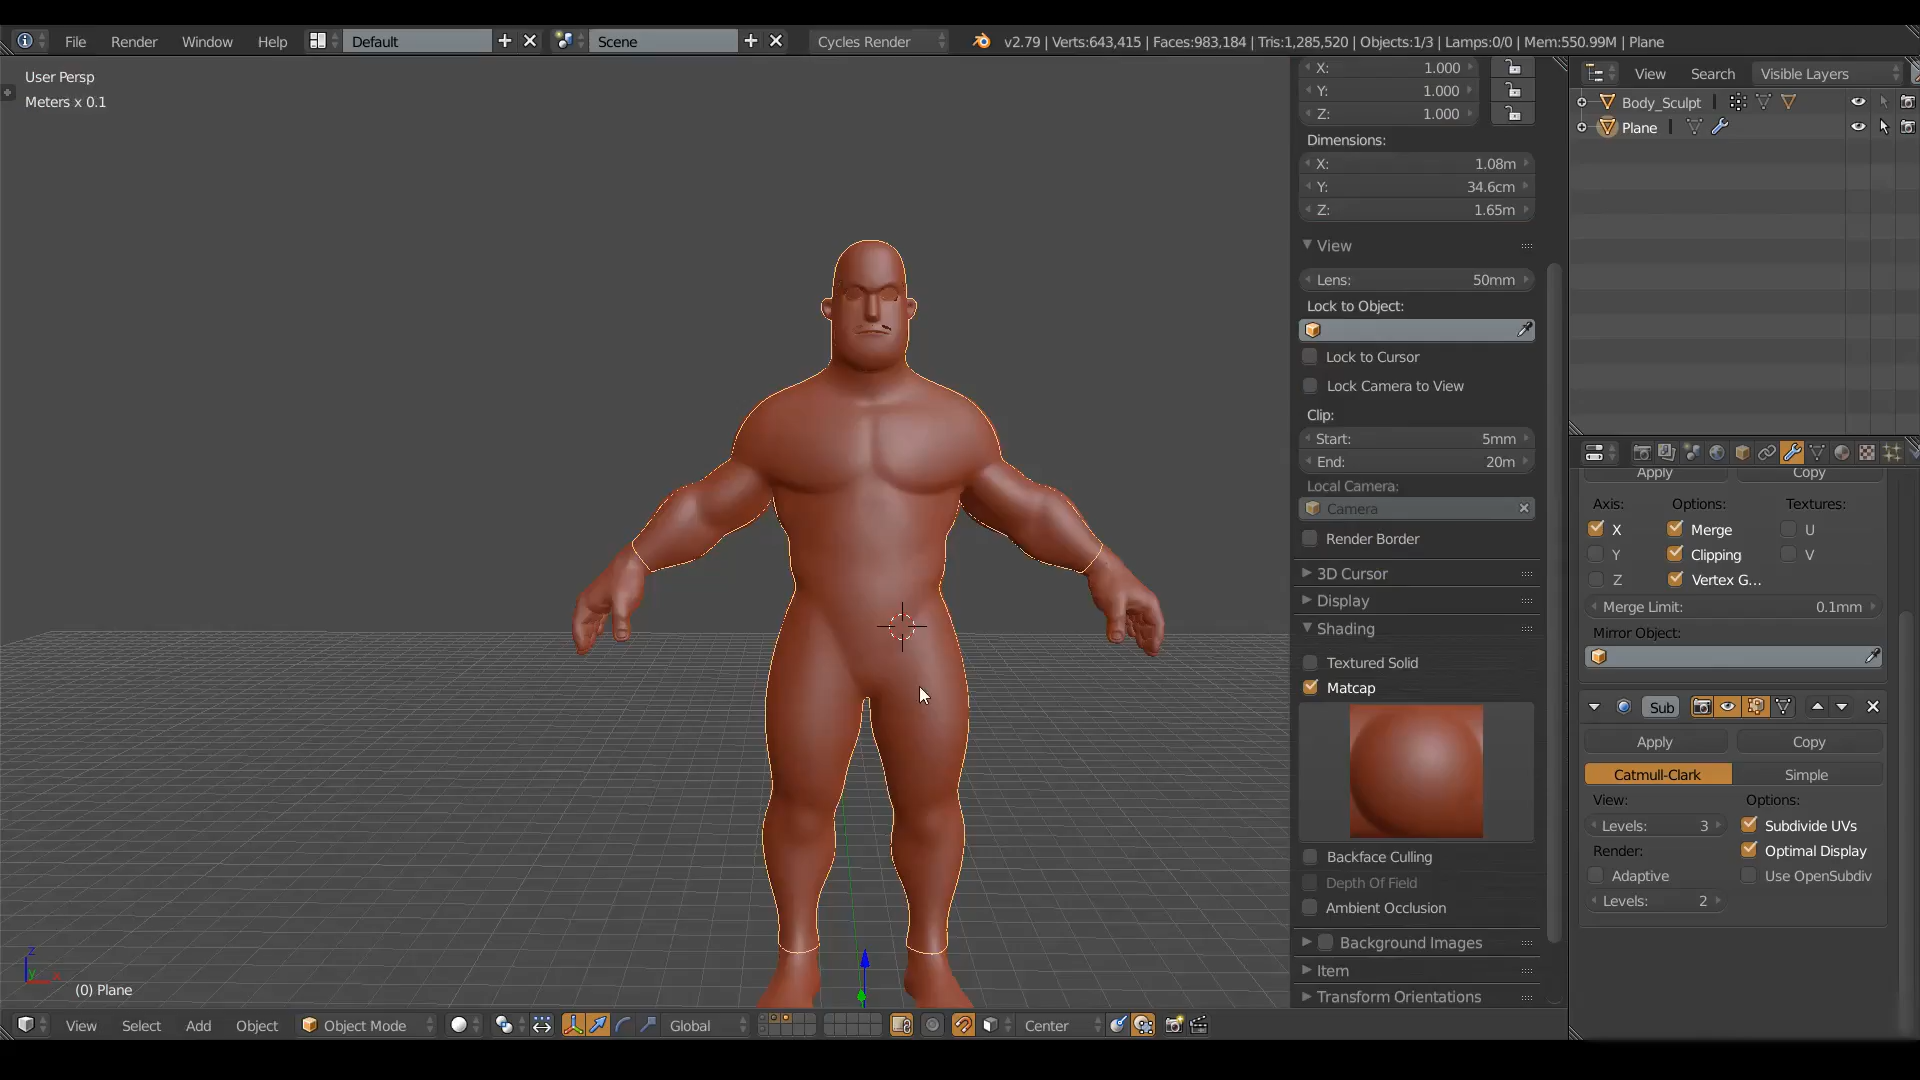 File Render Window Help Default Scene Cycles Render v2.79 | Verts:643,415 | Faces:983,184 | Tris:1,285,520 | Objects:1/3 | Lamps:0/0 | Mem:550.99M | Plane
User Persp
Meters x 0.1
X: 1.000
Y: 1.000
Z: 1.000
Dimensions:
X: 1.08m
Y: 34.6cm
Z: 1.65m
View
Lens: 50mm
Lock to Object:
Lock to Cursor
Lock Camera to View
Clip:
Start: 5mm
End: 20m
Local Camera:
Camera
Render Border
3D Cursor
Display
Shading
Textured Solid
Matcap
Backface Culling
Depth Of Field
Ambient Occlusion
Background Images
Item
Transform Orientations
View Search Visible Layers
Body_Sculpt
Plane
Apply Copy
Axis: Options: Textures:
X Merge U
Y Clipping V
Z Vertex G...
Merge Limit: 0.1mm
Mirror Object:
Sub
Apply Copy
Catmull-Clark Simple
View: Options:
Levels: 3 Subdivide UVs
Render: Optimal Display
Adaptive Use OpenSubdiv
Levels: 2
z
y x
(0) Plane
View Select Add Object Object Mode Global Center